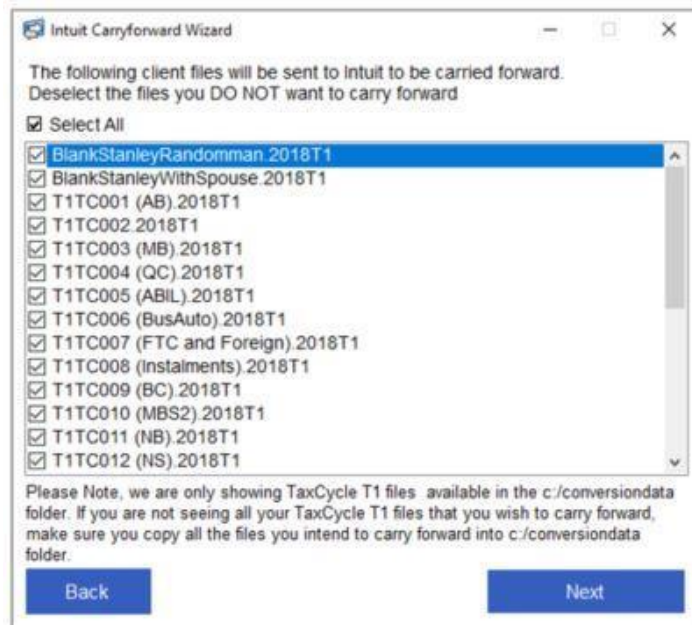 Intuit Carryforward Wizard
The following client files will be sent to Intuit to be carried forward.
Deselect the files you DO NOT want to carry forward
Select All
BlankStanleyRandomman.2018T1
BlankStanleyWithSpouse.2018T1
T1TC001 (AB).2018T1
T1TC002.2018T1
T1TC003 (MB).2018T1
T1TC004 (QC).2018T1
T1TC005 (ABIL).2018T1
T1TC006 (BusAuto).2018T1
T1TC007 (FTC and Foreign).2018T1
T1TC008 (Instalments).2018T1
T1TC009 (BC).2018T1
T1TC010 (MBS2).2018T1
T1TC011 (NB).2018T1
T1TC012 (NS).2018T1
Please Note, we are only showing TaxCycle T1 files available in the c:/conversiondata
folder. If you are not seeing all your TaxCycle T1 files that you wish to carry forward,
make sure you copy all the files you intend to carry forward into c:/conversiondata
folder.
Back Next